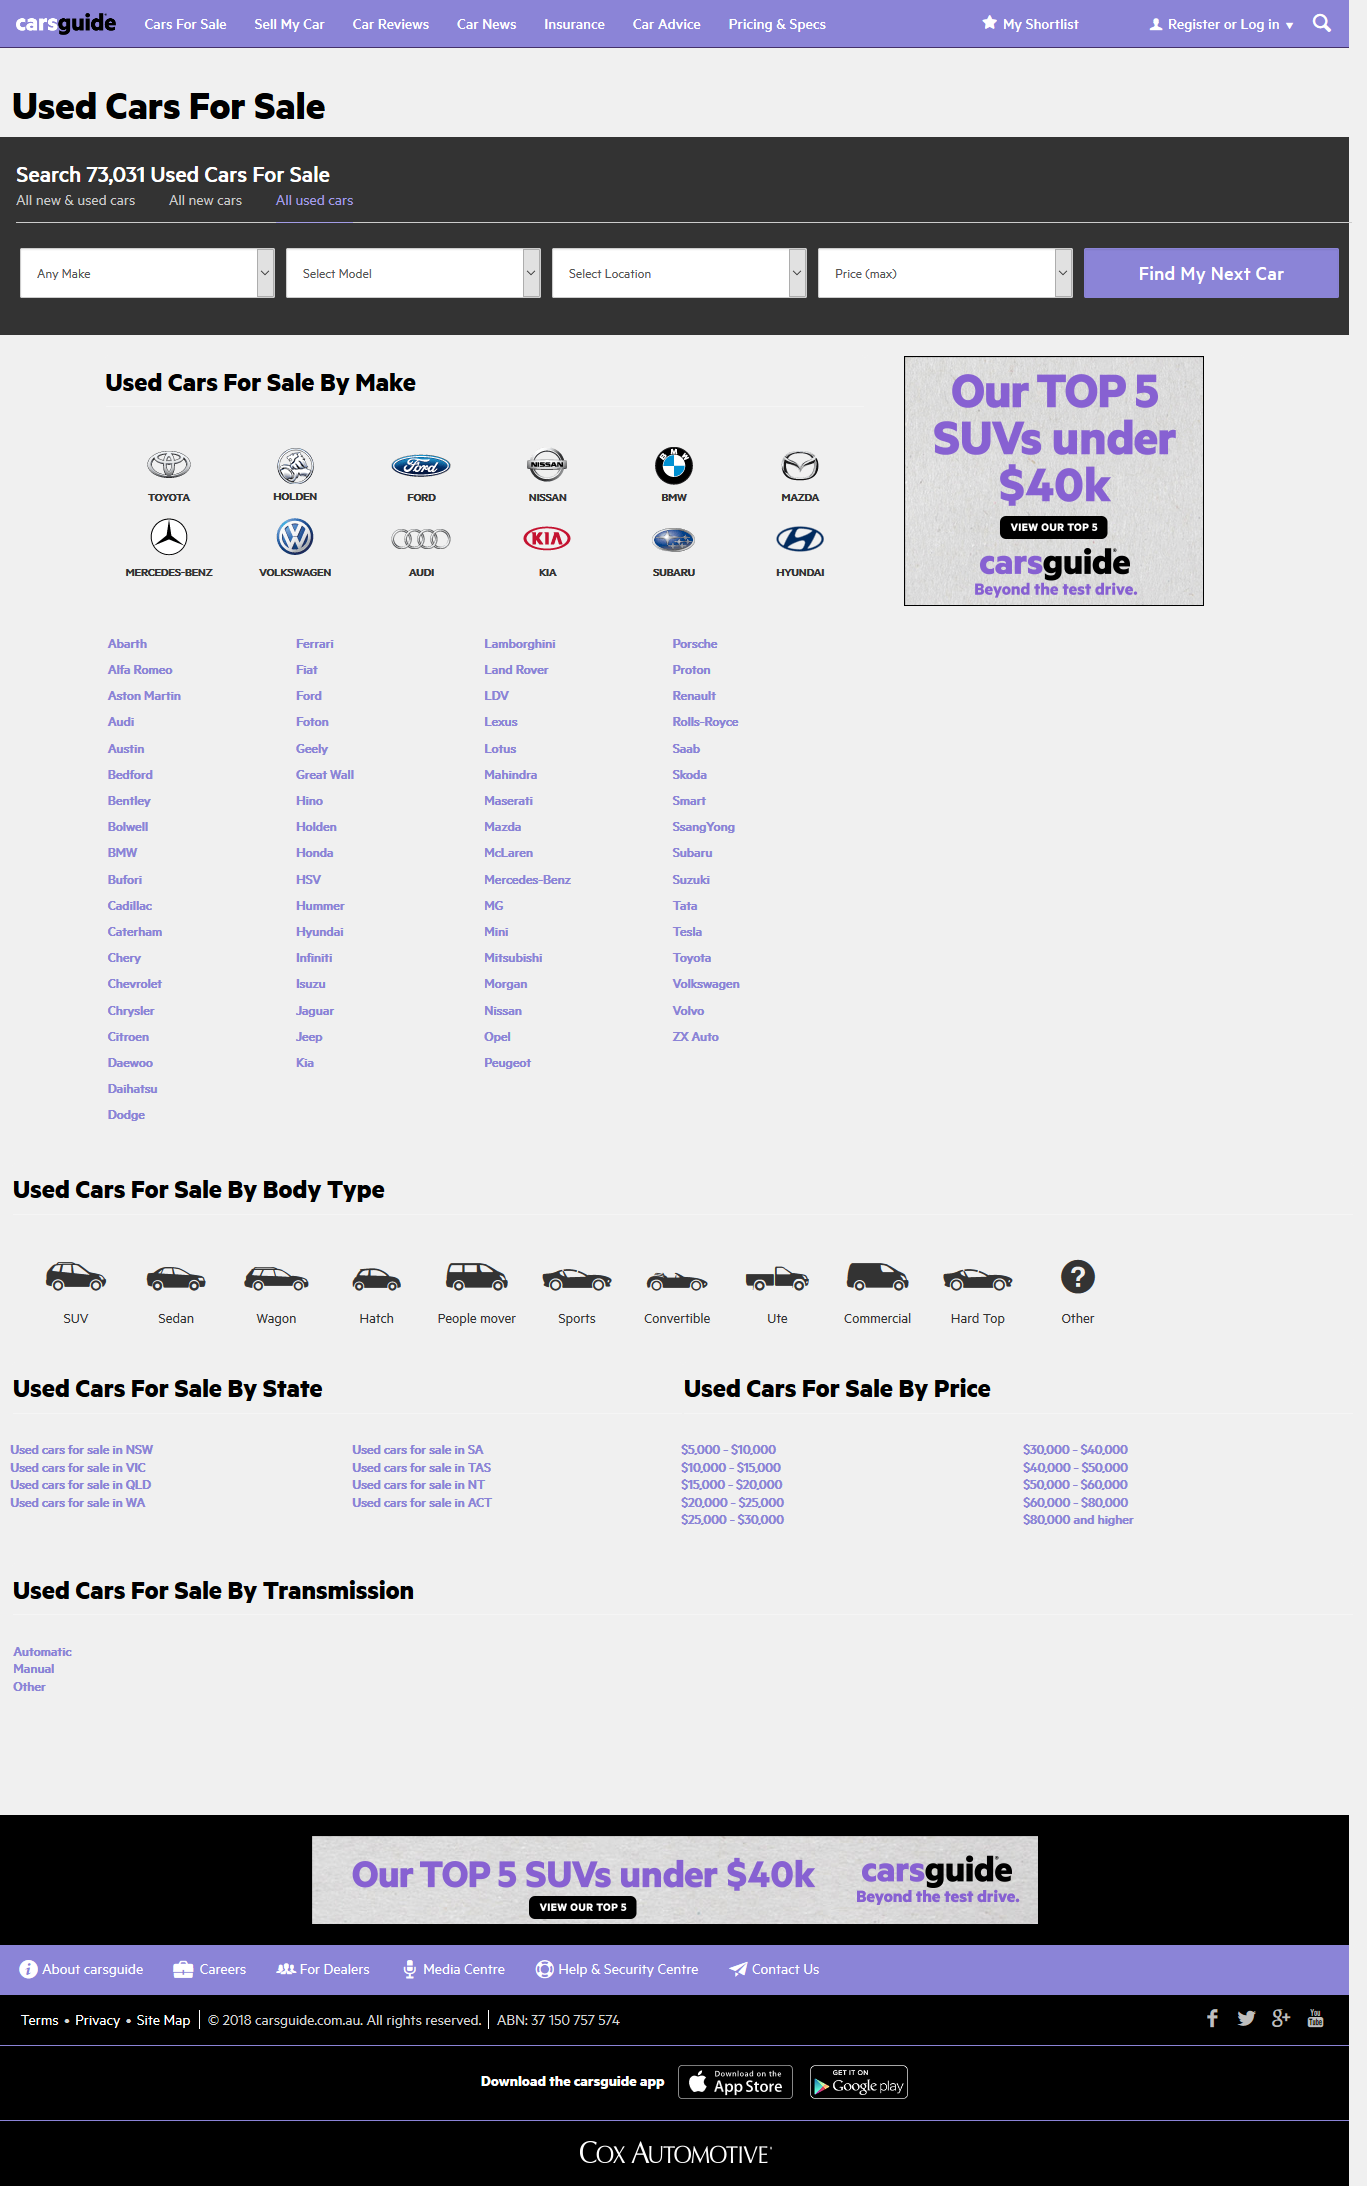 carsguide Cars For Sale Sell My Car Car Reviews Car News Insurance Car Advice Pricing & Specs My Shortlist Register or Log in
Used Cars For Sale
Search 73,031 Used Cars For Sale
All new & used cars All new cars All used cars
Any Make Select Model Select Location Price (max) Find My Next Car
Used Cars For Sale By Make
Ford NISSAN BMW
TOYOTA HOLDEN FORD NISSAN BMW MAZDA
KIA
MERCEDES-BENZ VOLKSWAGEN AUDI KIA SUBARU HYUNDAI
Our TOP 5
SUVs under
$40k
VIEW OUR TOP 5
carsguide
Beyond the test drive.
Abarth Ferrari Lamborghini Porsche
Alfa Romeo Fiat Land Rover Proton
Aston Martin Ford LDV Renault
Audi Foton Lexus Rolls-Royce
Austin Geely Lotus Saab
Bedford Great Wall Mahindra Skoda
Bentley Hino Maserati Smart
Bolwell Holden Mazda SsangYong
BMW Honda McLaren Subaru
Bufori HSV Mercedes-Benz Suzuki
Cadillac Hummer MG Tata
Caterham Hyundai Mini Tesla
Chery Infiniti Mitsubishi Toyota
Chevrolet Isuzu Morgan Volkswagen
Chrysler Jaguar Nissan Volvo
Citroen Jeep Opel ZX Auto
Daewoo Kia Peugeot
Daihatsu
Dodge
Used Cars For Sale By Body Type
?
SUV Sedan Wagon Hatch People mover Sports Convertible Ute Commercial Hard Top Other
Used Cars For Sale By State
Used cars for sale in NSW Used cars for sale in SA
Used cars for sale in VIC Used cars for sale in TAS
Used cars for sale in QLD Used cars for sale in NT
Used cars for sale in WA Used cars for sale in ACT
Used Cars For Sale By Price
$5,000 - $10,000 $30,000 - $40,000
$10,000 - $15,000 $40,000 - $50,000
$15,000 - $20,000 $50,000 - $60,000
$20,000 - $25,000 $60,000 - $80,000
$25,000 - $30,000 $80,000 and higher
Used Cars For Sale By Transmission
Automatic
Manual
Other
Our TOP 5 SUVs under $40k
VIEW OUR TOP 5
carsguide
Beyond the test drive.
About carsguide Careers For Dealers Media Centre Help & Security Centre Contact Us
Terms • Privacy • Site Map © 2018 carsguide.com.au. All rights reserved. ABN: 37 150 757 574 f g+ You Tube
Download the carsguide app Download on the App Store GET IT ON Google play
COX AUTOMOTIVE